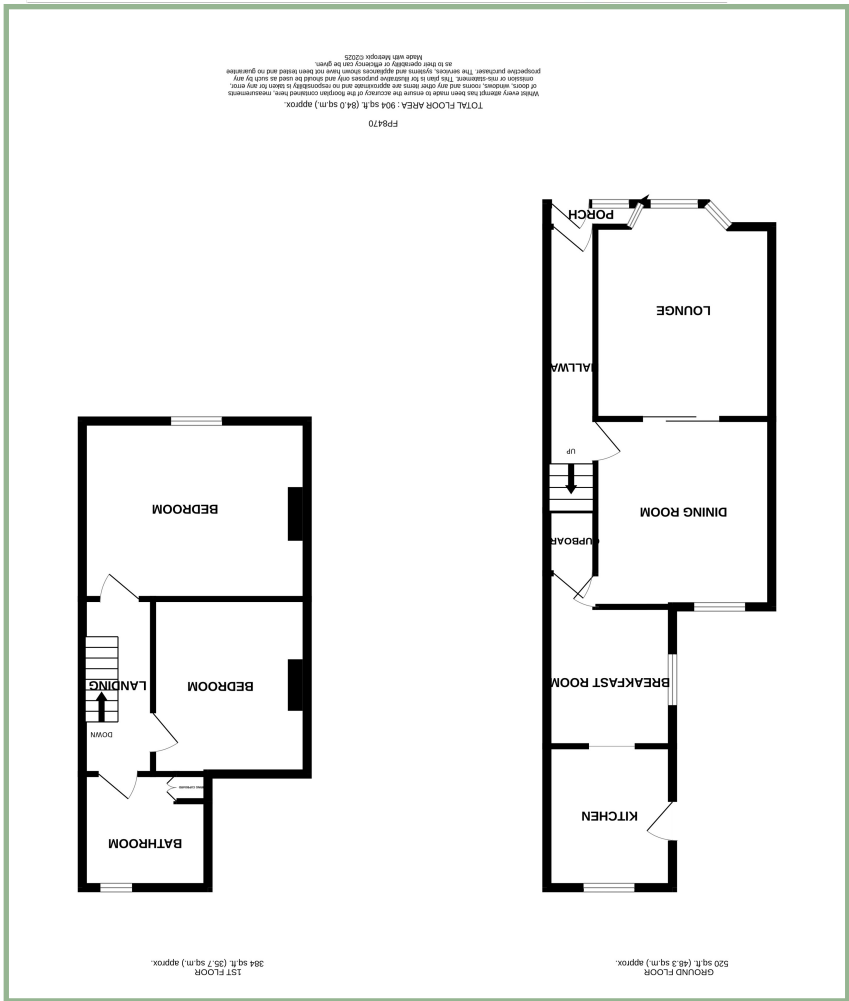 GROUND FLOOR
520 sq.ft. (48.3 sq.m.) approx.
1ST FLOOR
384 sq.ft. (35.7 sq.m.) approx.
KITCHEN
BREAKFAST ROOM
CUPBOAR
DINING ROOM
UP
HALLWA
LOUNGE
PORCH
BATHROOM
DOWN
LANDING
BEDROOM
BEDROOM
FP8470
TOTAL FLOOR AREA : 904 sq.ft. (84.0 sq.m.) approx.
Whilst every attempt has been made to ensure the accuracy of the floorplan contained here, measurements
of doors, windows, rooms and any other items are approximate and no responsibility is taken for any error,
omission or mis-statement. This plan is for illustrative purposes only and should be used as such by any
prospective purchaser. The services, systems and appliances shown have not been tested and no guarantee
as to their operability or efficiency can be given.
Made with Metropix ©2025